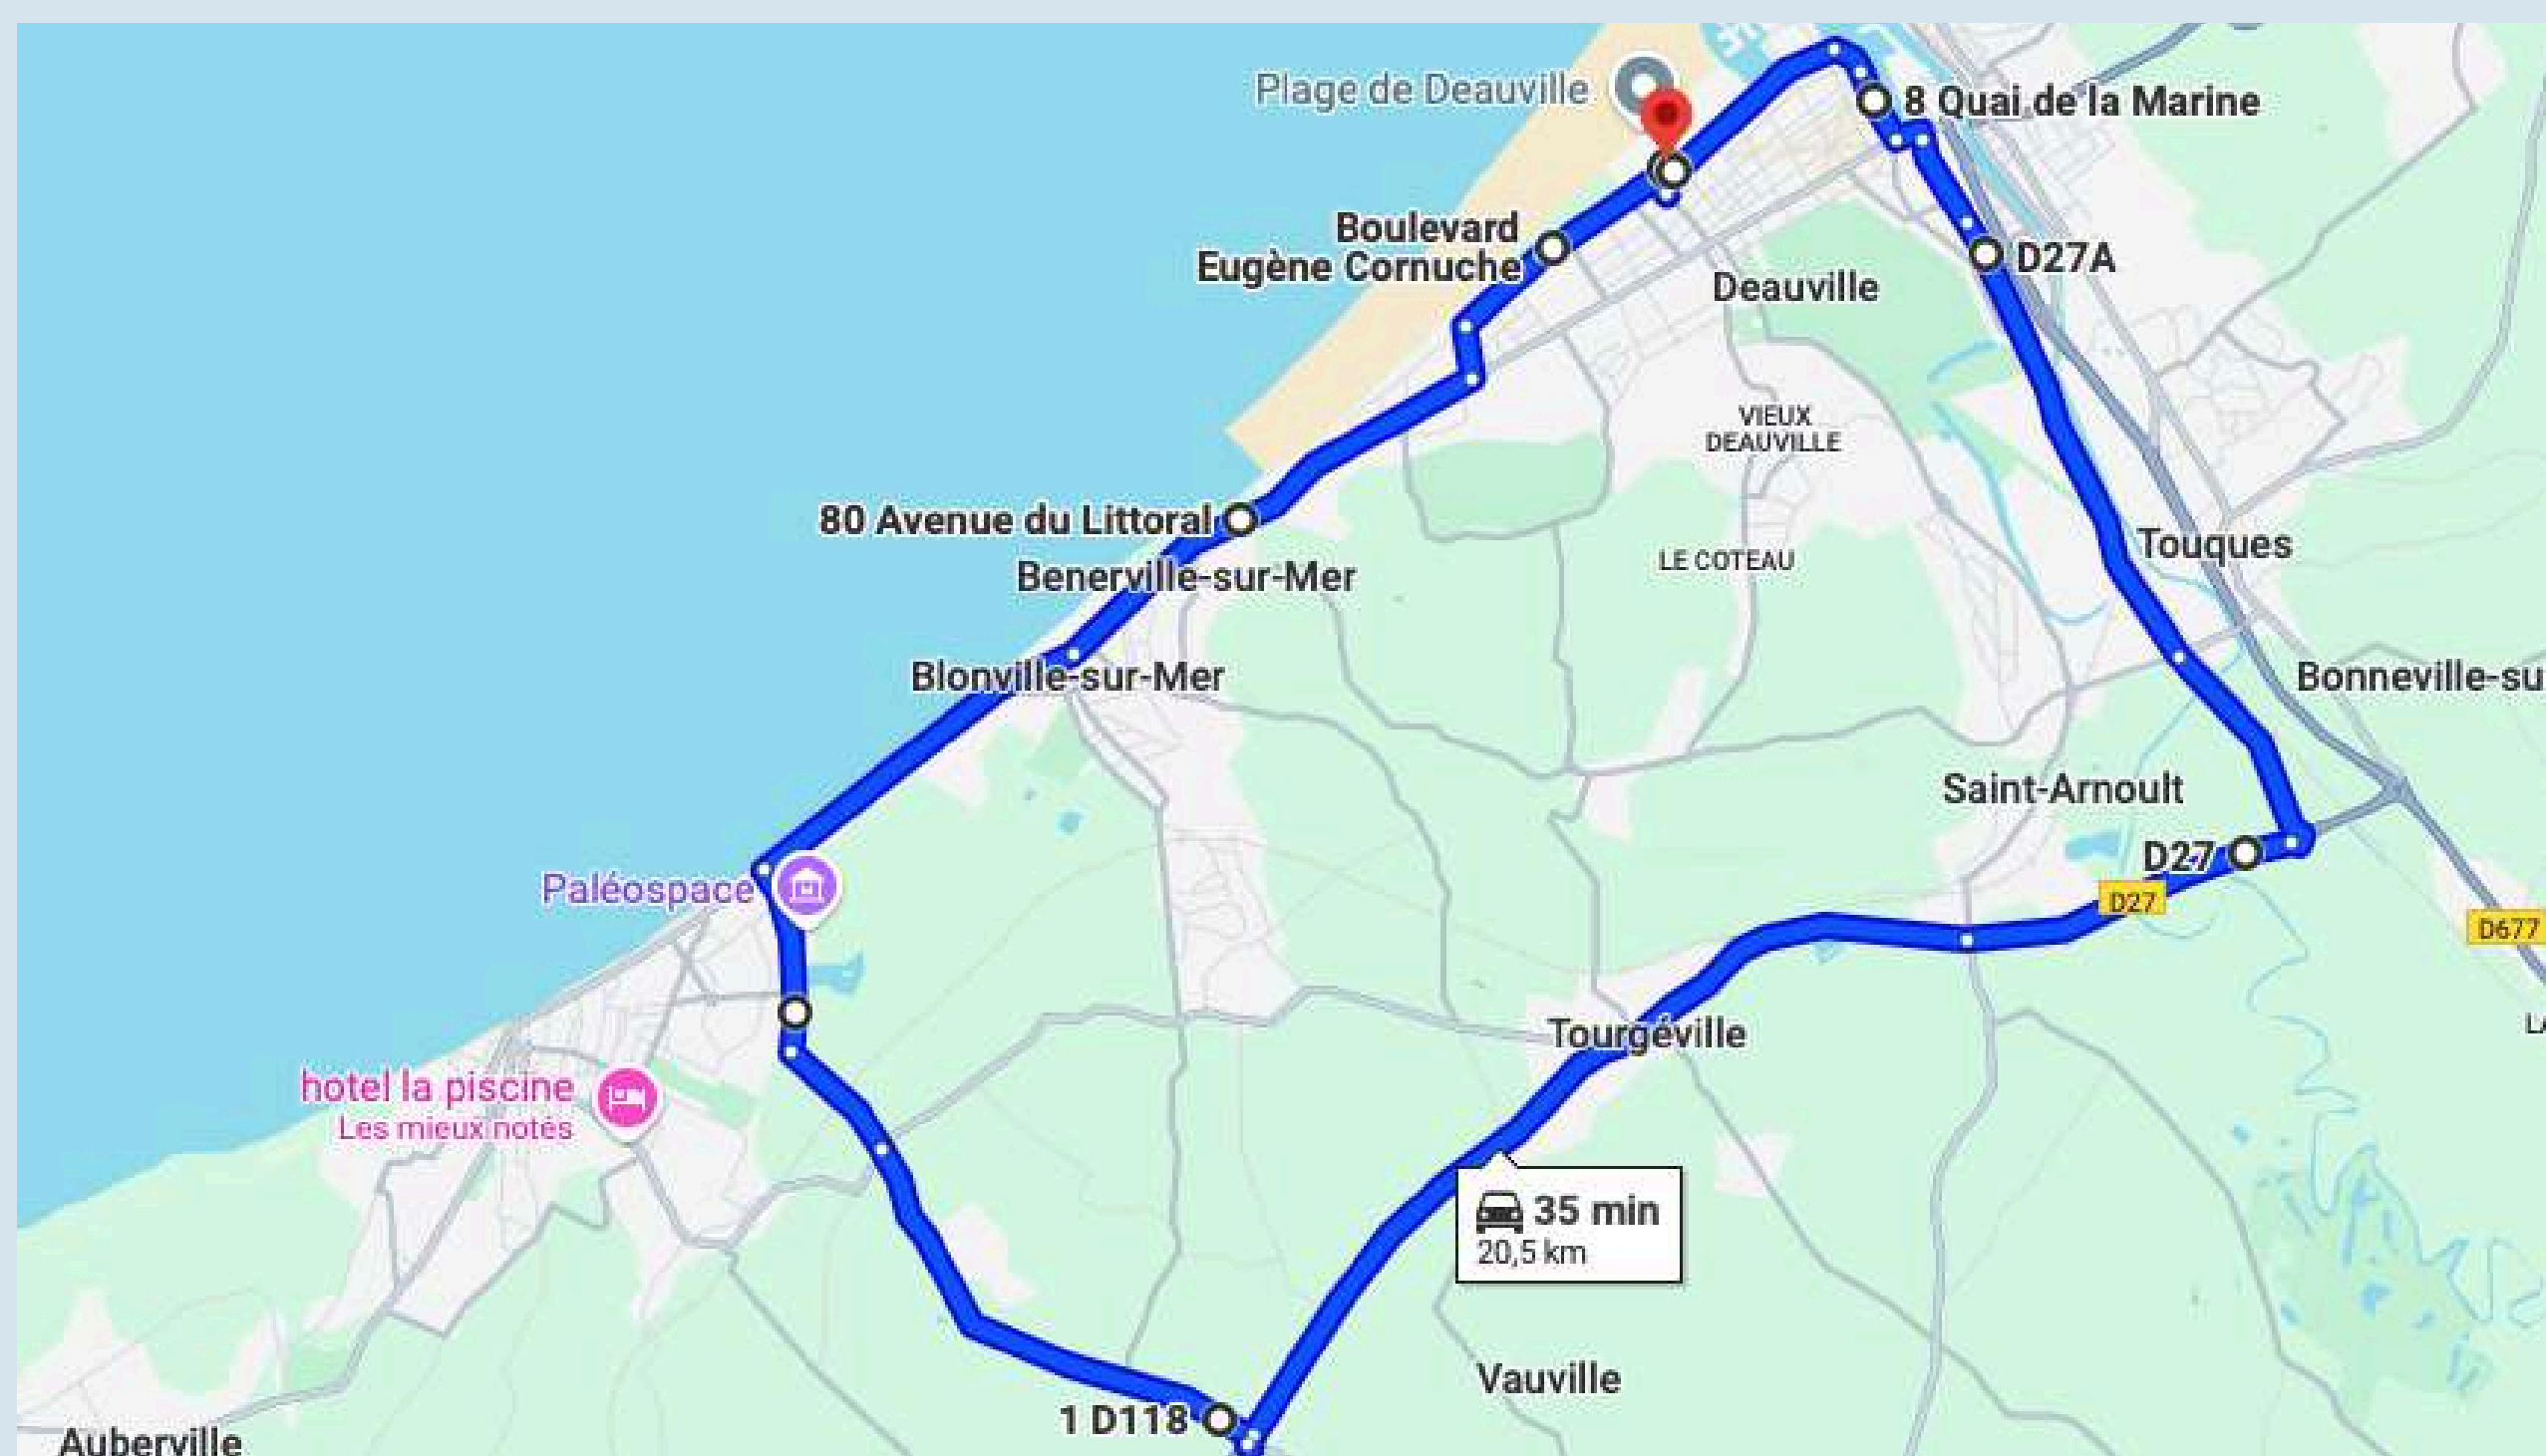 Plage de Deauville
8 Quai de la Marine
Boulevard
Eugène Cornuche
D27A
Deauville
VIEUX
DEAUVILLE
80 Avenue du Littoral
Touques
LE COTEAU
Benerville-sur-Mer
Blonville-sur-Mer
Bonneville-su
Saint-Arnoult
D27
Paléospace
D27
D677
LA
Tourgéville
hotel la piscine
Les mieux notés
35 min
20,5 km
Vauville
1 D118
Auberville